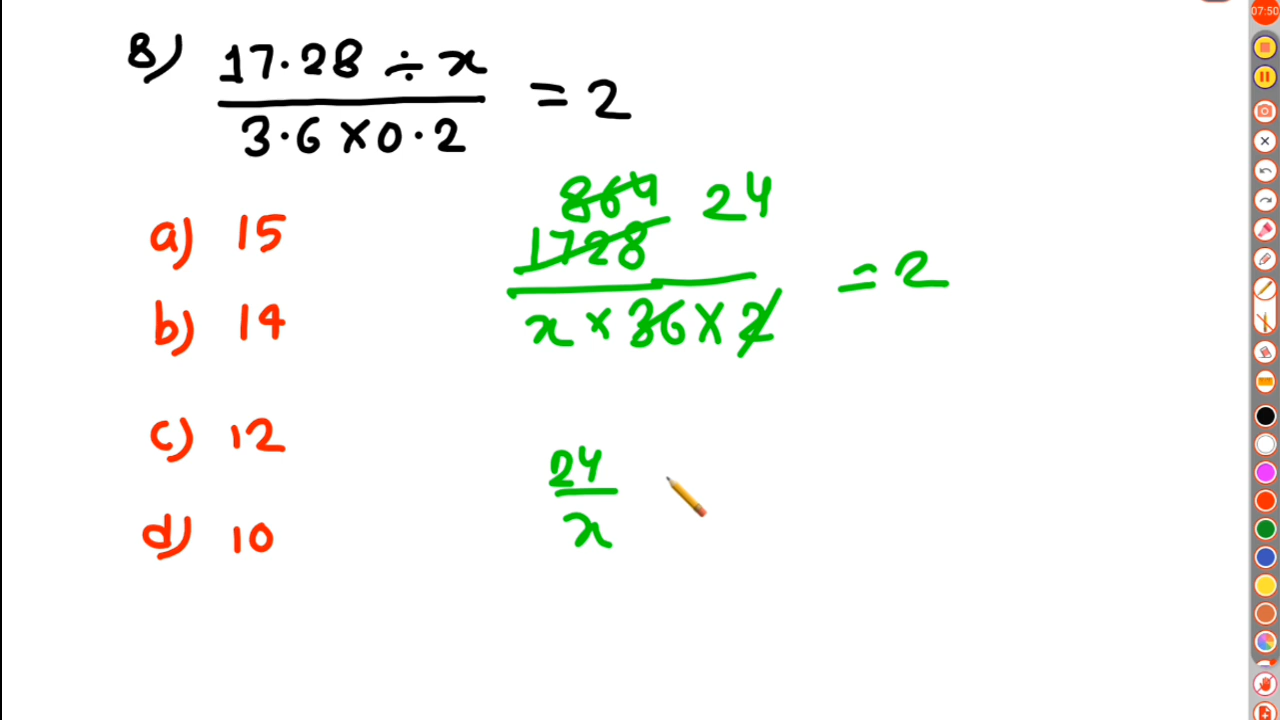 8) 17.28 ÷ x
3.6 × 0.2
= 2
a) 15
b) 14
c) 12
d) 10
864 24
1728
x × 36 × 2
= 2
24
x
07:50